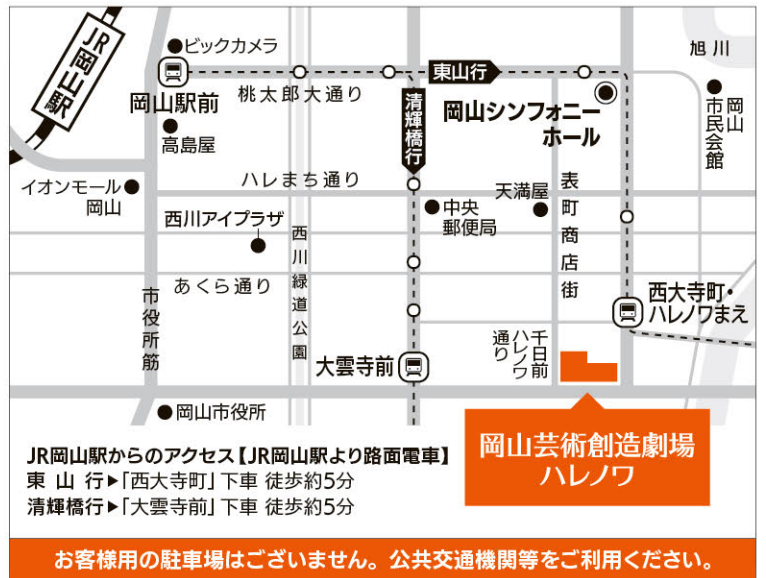 JR岡山駅
ビックカメラ
岡山駅前
高島屋
桃太郎大通り
東山行
清輝橋行
岡山シンフォニー
ホール
旭川
岡山
市民会館
イオンモール
岡山
ハレまち通り
西川アイプラザ
西川緑道公園
中央
郵便局
天満屋
表町商店街
あくら通り
市役所筋
西大寺町・
ハレノワまえ
千日前
ハレノワ
通り
大雲寺前
岡山市役所
岡山芸術創造劇場
ハレノワ
JR岡山駅からのアクセス【JR岡山駅より路面電車】
東 山 行▶「西大寺町」下車 徒歩約5分
清輝橋行▶「大雲寺前」下車 徒歩約5分
お客様用の駐車場はございません。公共交通機関等をご利用ください。